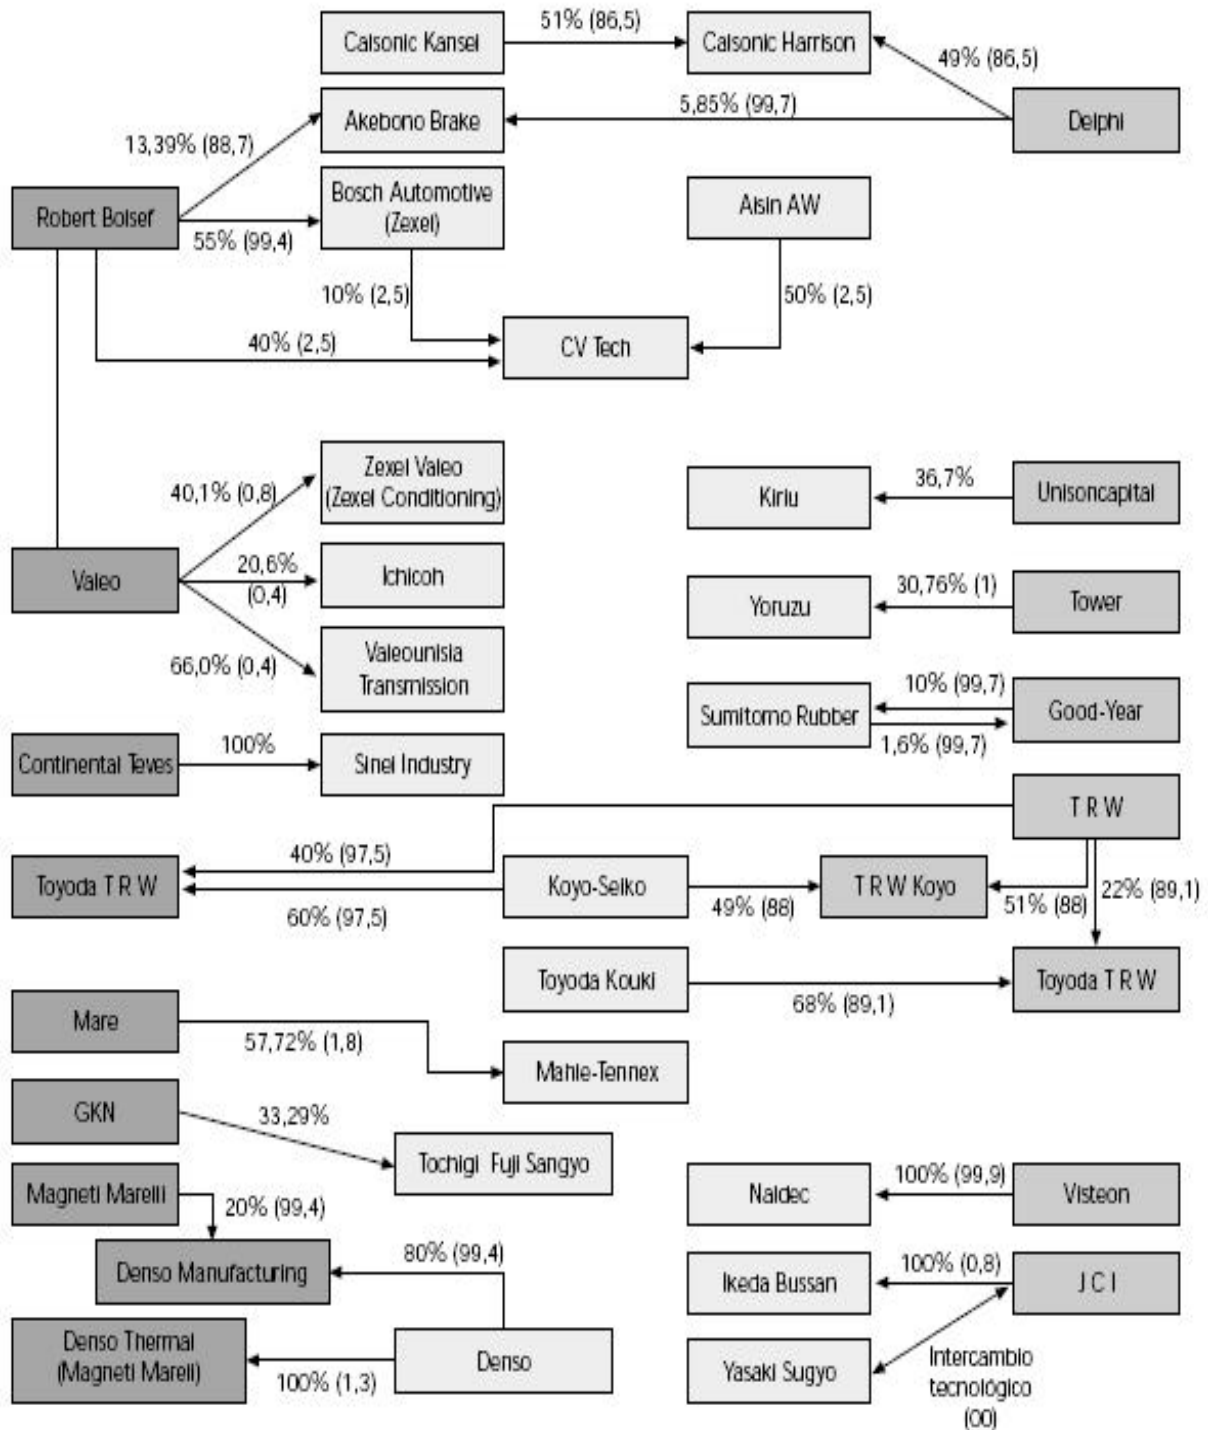 51% (86,5)
Calsonic Kansei
Calsonic Harrison
49% (86,5)
5,85% (99,7)
Akebono Brake
Delphi
13,39% (88,7)
Bosch Automotive
(Zexel)
Aisin AW
Robert Boisef
55% (99,4)
10% (2,5)
50% (2,5)
40% (2,5)
CV Tech
Zexel Valeo
(Zexel Conditioning)
40,1% (0,8)
36,7%
Kiriu
Unisoncapital
20,6%
(0,4)
Ichicoh
Valeo
30,76% (1)
Yoruzu
Tower
66,0% (0,4)
Valeounisia
Transmission
10% (99,7)
Sumitomo Rubber
Good-Year
1,6% (99,7)
100%
Continental Teves
Sinei Industry
T R W
40% (97,5)
Toyoda T R W
Koyo-Seiko
T R W Koyo
22% (89,1)
60% (97,5)
49% (88)
51% (88)
Toyoda Kouki
Toyoda T R W
68% (89,1)
Mare
57,72% (1,8)
Mahle-Tennex
GKN
33,29%
Tochigi Fuji Sangyo
Magneti Marelli
20% (99,4)
100% (99,9)
Naldec
Visteon
80% (99,4)
Denso Manufacturing
100% (0,8)
Ikeda Bussan
J C I
Denso Thermal
(Magneti Mareli)
Denso
100% (1,3)
Yasaki Sugyo
Intercambio
tecnológico
(00)